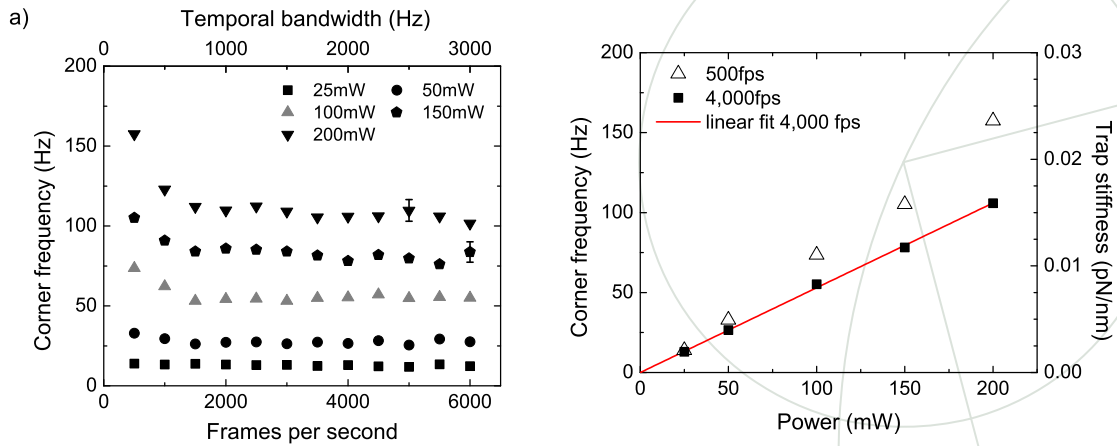 a)
Temporal bandwidth (Hz)
0 1000 2000 3000
200
150
100
50
0
Corner frequency (Hz)
25mW 50mW
100mW 150mW
200mW
0 2000 4000 6000
Frames per second
200
150
100
50
0
Corner frequency (Hz)
500fps
4,000fps
linear fit 4,000 fps
0.03
0.02
0.01
0.00
Trap stiffness (pN/nm)
0 50 100 150 200
Power (mW)